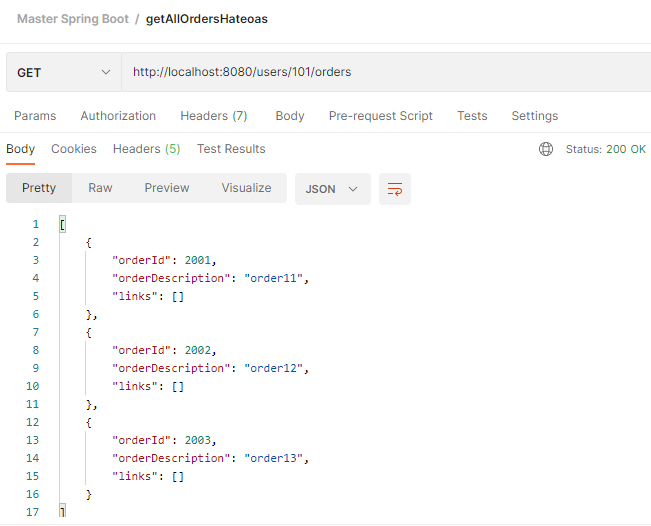 Master Spring Boot / getAllOrdersHateoas
GET http://localhost:8080/users/101/orders
Params Authorization Headers (7) Body Pre-request Script Tests Settings
Body Cookies Headers (5) Test Results Status: 200 OK
Pretty Raw Preview Visualize JSON
1 [
2 {
3 "orderId": 2001,
4 "orderDescription": "order11",
5 "links": []
6 },
7 {
8 "orderId": 2002,
9 "orderDescription": "order12",
10 "links": []
11 },
12 {
13 "orderId": 2003,
14 "orderDescription": "order13",
15 "links": []
16 }
17 ]